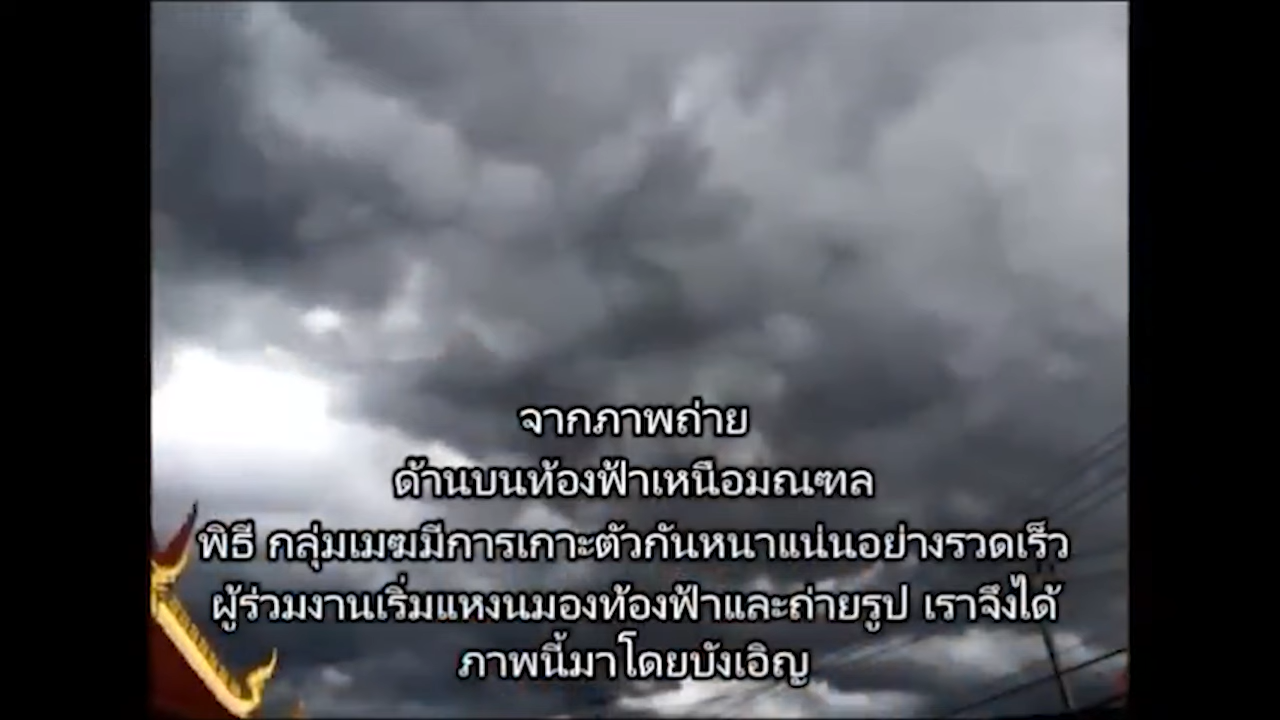 จากภาพถ่าย
ด้านบนท้องฟ้าเหนือมณฑล
พิธี กลุ่มเมฆมีการเกาะตัวกันหนาแน่นอย่างรวดเร็ว
ผู้ร่วมงานเริ่มแหงนมองท้องฟ้าและถ่ายรูป เราจึงได้
ภาพนี้มาโดยบังเอิญ